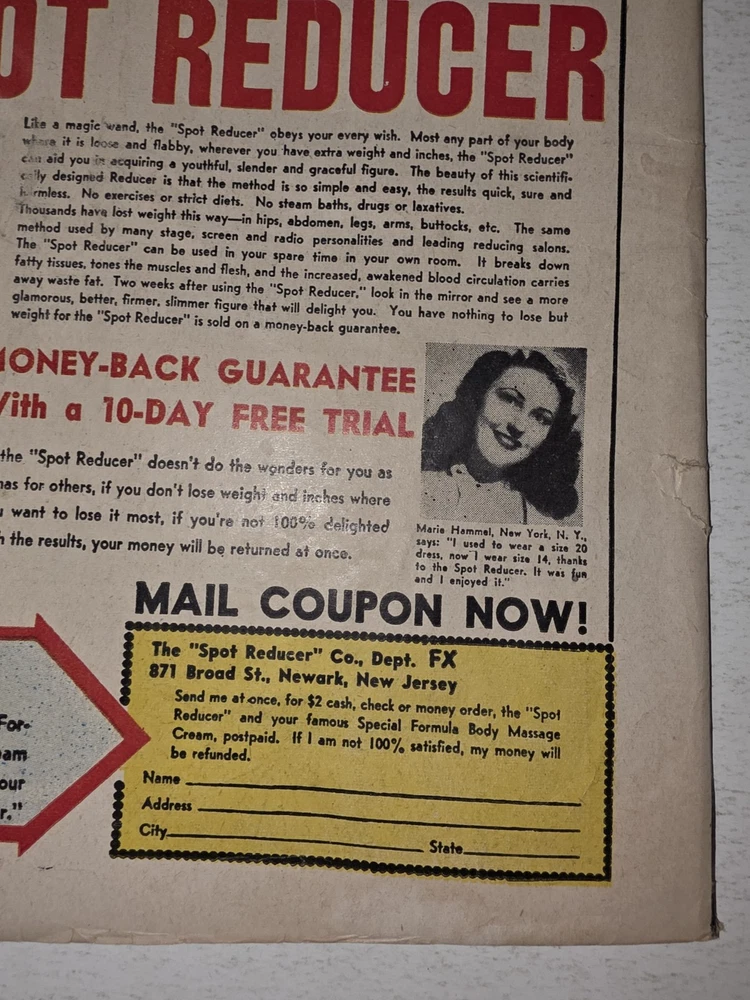 OT REDUCER
Like a magic wand, the "Spot Reducer" obeys your every wish. Most any part of your body
where it is loose and flabby, wherever you have extra weight and inches, the "Spot Reducer"
can aid you in acquiring a youthful, slender and graceful figure. The beauty of this scientifi-
cally designed Reducer is that the method is so simple and easy, the results quick, sure and
harmless. No exercises or strict diets. No steam baths, drugs or laxatives.
Thousands have lost weight this way—in hips, abdomen, legs, arms, buttocks, etc. The same
method used by many stage, screen and radio personalities and leading reducing salons.
The "Spot Reducer" can be used in your spare time in your own room. It breaks down
fatty tissues, tones the muscles and flesh, and the increased, awakened blood circulation carries
away waste fat. Two weeks after using the "Spot Reducer," look in the mirror and see a more
glamorous, better, firmer, slimmer figure that will delight you. You have nothing to lose but
weight for the "Spot Reducer" is sold on a money-back guarantee.
MONEY-BACK GUARANTEE
With a 10-DAY FREE TRIAL
the "Spot Reducer" doesn't do the wonders for you as
has for others, if you don't lose weight and inches where
u want to lose it most, if you're not 100% delighted
h the results, your money will be returned at once.
Marie Hammel, New York, N. Y.,
says: "I used to wear a size 20
dress, now I wear size 14, thanks
to the Spot Reducer. It was fun
and I enjoyed it."
MAIL COUPON NOW!
For-
am
our
r."
The "Spot Reducer" Co., Dept. FX
871 Broad St., Newark, New Jersey
Send me at once, for $2 cash, check or money order, the "Spot
Reducer" and your famous Special Formula Body Massage
Cream, postpaid. If I am not 100% satisfied, my money will
be refunded.
Name
Address
City State